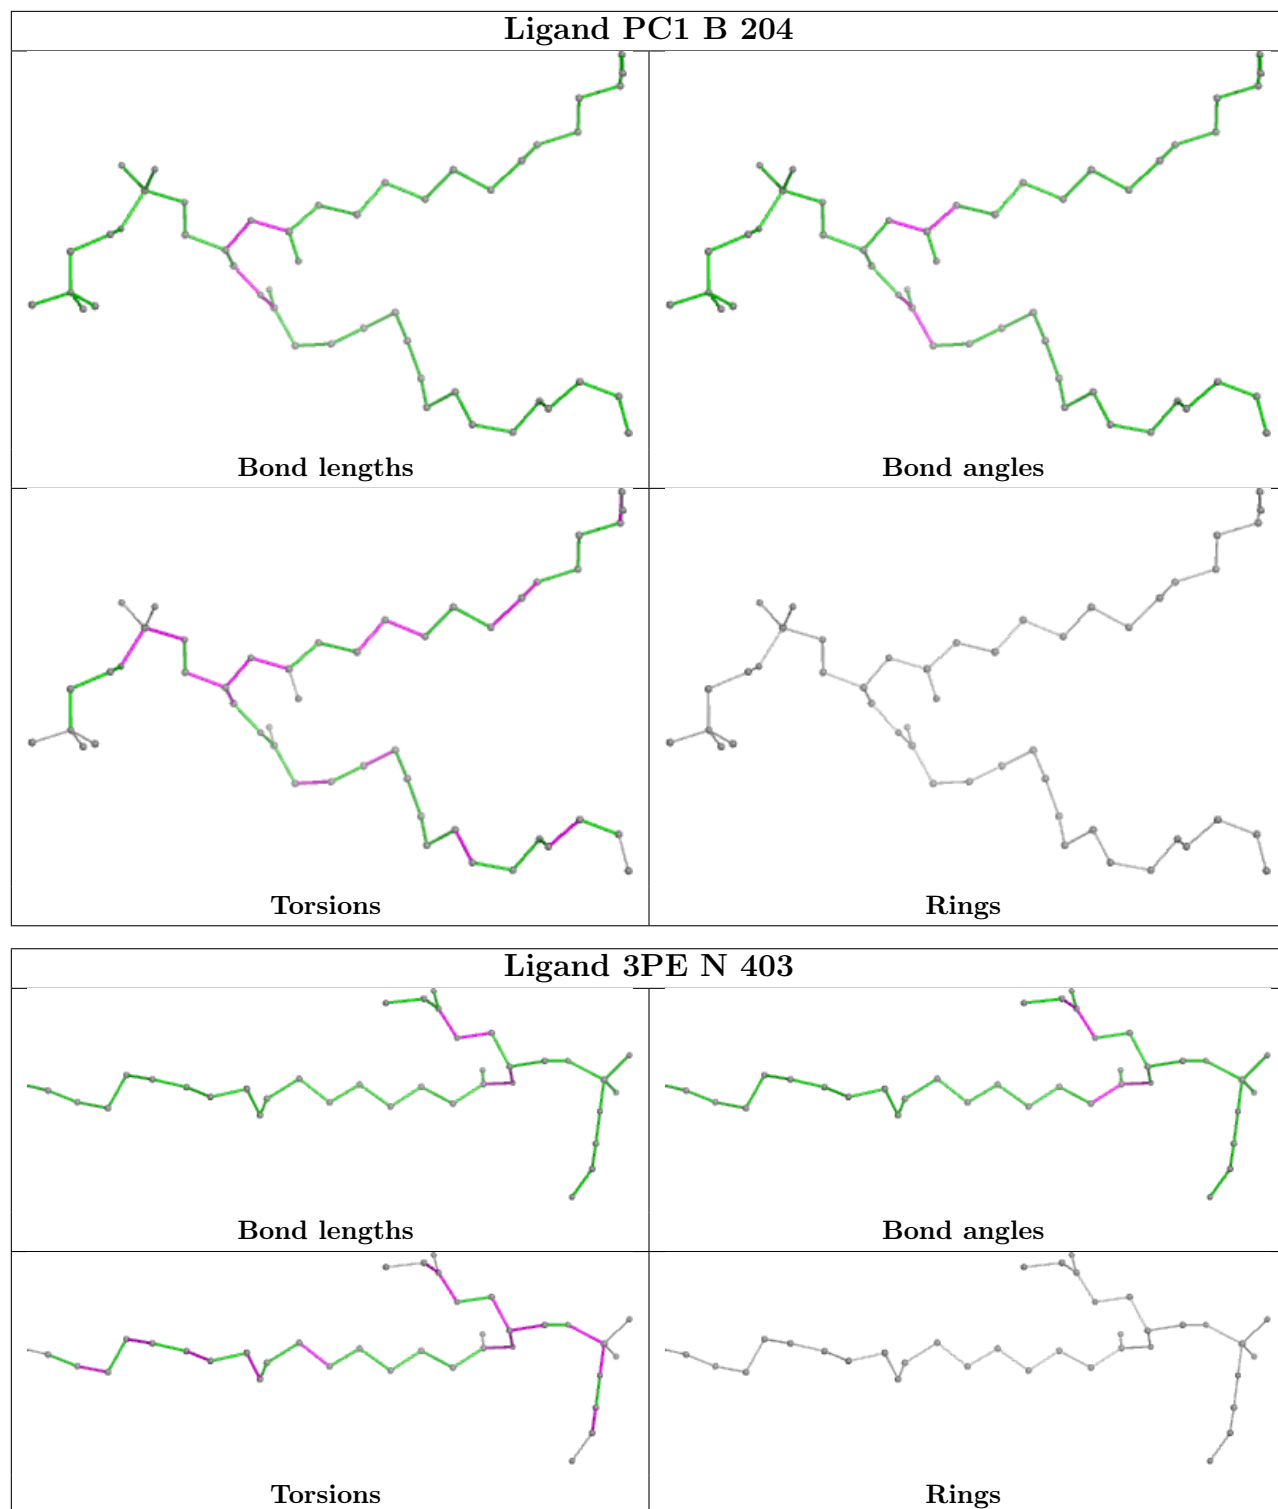 Ligand PC1 B 204
Bond lengths
Bond angles
Torsions
Rings
Ligand 3PE N 403
Bond lengths
Bond angles
Torsions
Rings